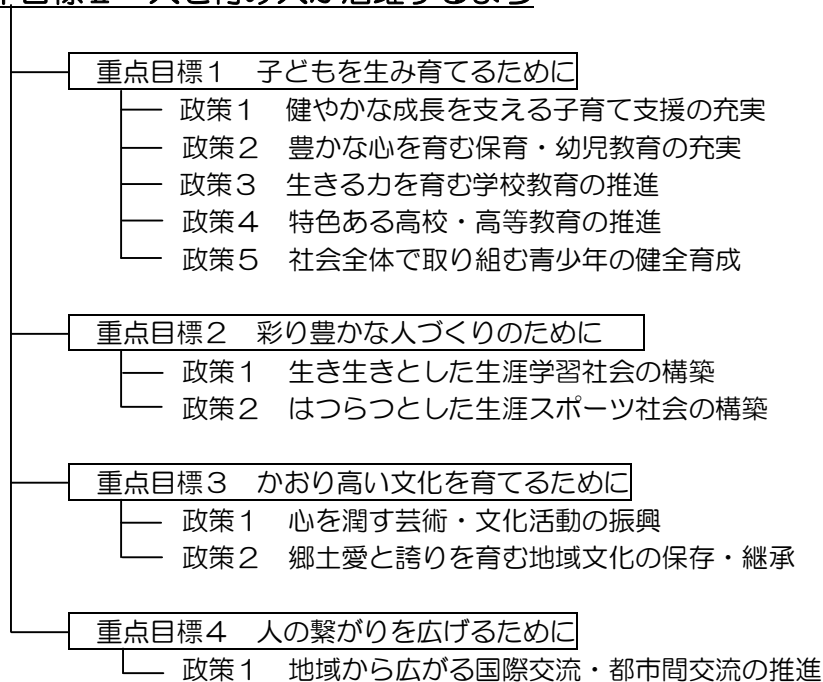 重点目標１　子どもを生み育てるために
政策１　健やかな成長を支える子育て支援の充実
政策２　豊かな心を育む保育・幼児教育の充実
政策３　生きる力を育む学校教育の推進
政策４　特色ある高校・高等教育の推進
政策５　社会全体で取り組む青少年の健全育成
重点目標２　彩り豊かな人づくりのために
政策１　生き生きとした生涯学習社会の構築
政策２　はつらつとした生涯スポーツ社会の構築
重点目標３　かおり高い文化を育てるために
政策１　心を潤す芸術・文化活動の振興
政策２　郷土愛と誇りを育む地域文化の保存・継承
重点目標４　人の繋がりを広げるために
政策１　地域から広がる国際交流・都市間交流の推進